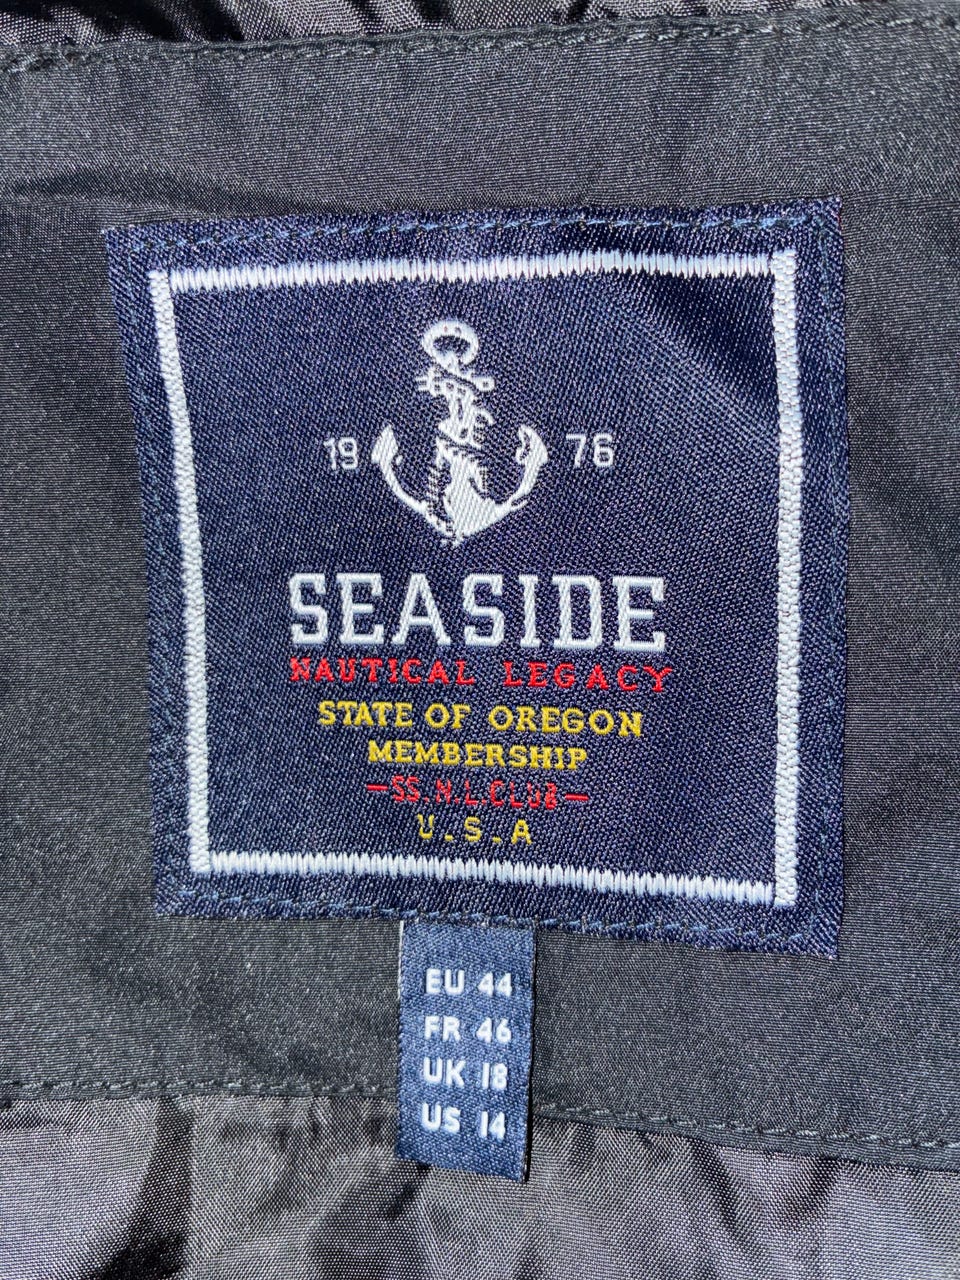 19 76
SEASIDE
NAUTICAL LEGACY
STATE OF OREGON
MEMBERSHIP
-SS.N.L.CLUB-
U.S.A
EU 44
FR 46
UK 18
US 14